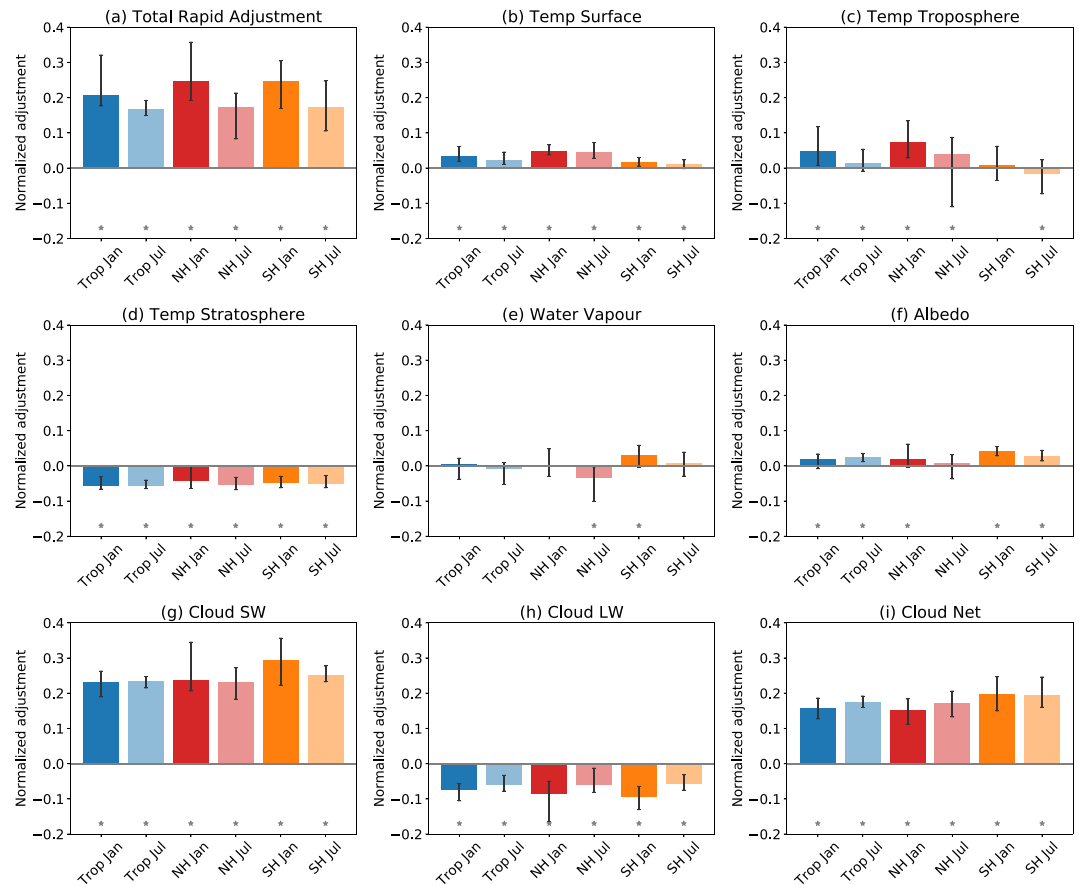 (a) Total Rapid Adjustment
Normalized adjustment
0.4
0.3
0.2
0.1
0.0
−0.1
−0.2
* * * * * *
Trop Jan
Trop Jul
NH Jan
NH Jul
SH Jan
SH Jul
(b) Temp Surface
Normalized adjustment
0.4
0.3
0.2
0.1
0.0
−0.1
−0.2
* * * * * *
Trop Jan
Trop Jul
NH Jan
NH Jul
SH Jan
SH Jul
(c) Temp Troposphere
Normalized adjustment
0.4
0.3
0.2
0.1
0.0
−0.1
−0.2
* * * * *
Trop Jan
Trop Jul
NH Jan
NH Jul
SH Jan
SH Jul
(d) Temp Stratosphere
Normalized adjustment
0.4
0.3
0.2
0.1
0.0
−0.1
−0.2
* * * * * *
Trop Jan
Trop Jul
NH Jan
NH Jul
SH Jan
SH Jul
(e) Water Vapour
Normalized adjustment
0.4
0.3
0.2
0.1
0.0
−0.1
−0.2
* *
Trop Jan
Trop Jul
NH Jan
NH Jul
SH Jan
SH Jul
(f) Albedo
Normalized adjustment
0.4
0.3
0.2
0.1
0.0
−0.1
−0.2
* * * * *
Trop Jan
Trop Jul
NH Jan
NH Jul
SH Jan
SH Jul
(g) Cloud SW
Normalized adjustment
0.4
0.3
0.2
0.1
0.0
−0.1
−0.2
* * * * * *
Trop Jan
Trop Jul
NH Jan
NH Jul
SH Jan
SH Jul
(h) Cloud LW
Normalized adjustment
0.4
0.3
0.2
0.1
0.0
−0.1
−0.2
* * * * * *
Trop Jan
Trop Jul
NH Jan
NH Jul
SH Jan
SH Jul
(i) Cloud Net
Normalized adjustment
0.4
0.3
0.2
0.1
0.0
−0.1
−0.2
* * * * * *
Trop Jan
Trop Jul
NH Jan
NH Jul
SH Jan
SH Jul